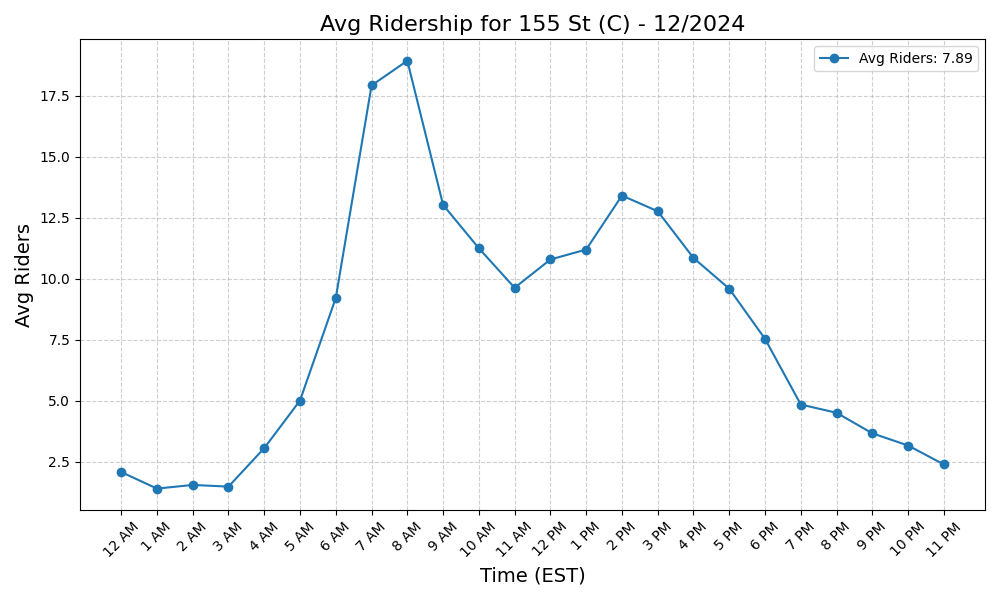 Avg Ridership for 155 St (C) - 12/2024
Avg Riders: 7.89
Avg Riders
17.5
15.0
12.5
10.0
7.5
5.0
2.5
12 AM
1 AM
2 AM
3 AM
4 AM
5 AM
6 AM
7 AM
8 AM
9 AM
10 AM
11 AM
12 PM
1 PM
2 PM
3 PM
4 PM
5 PM
6 PM
7 PM
8 PM
9 PM
10 PM
11 PM
Time (EST)